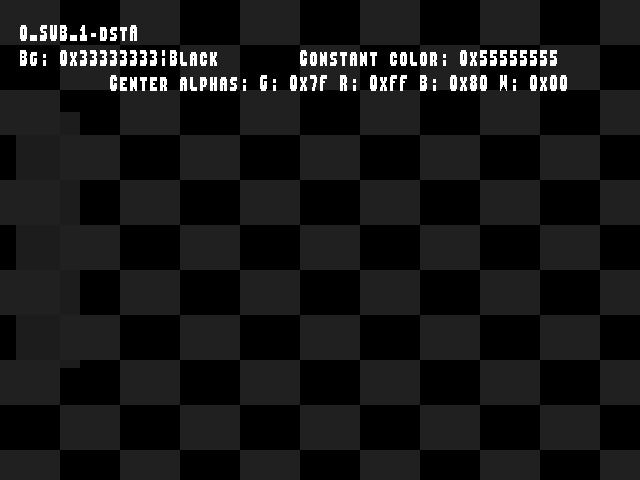 0_SUB_1-DSTA
BG: 0X33333333¦BLACK CONSTANT COLOR: 0X55555555
CENTER ALPHAS: G: 0X7F R: 0XFF B: 0X80 W: 0X00